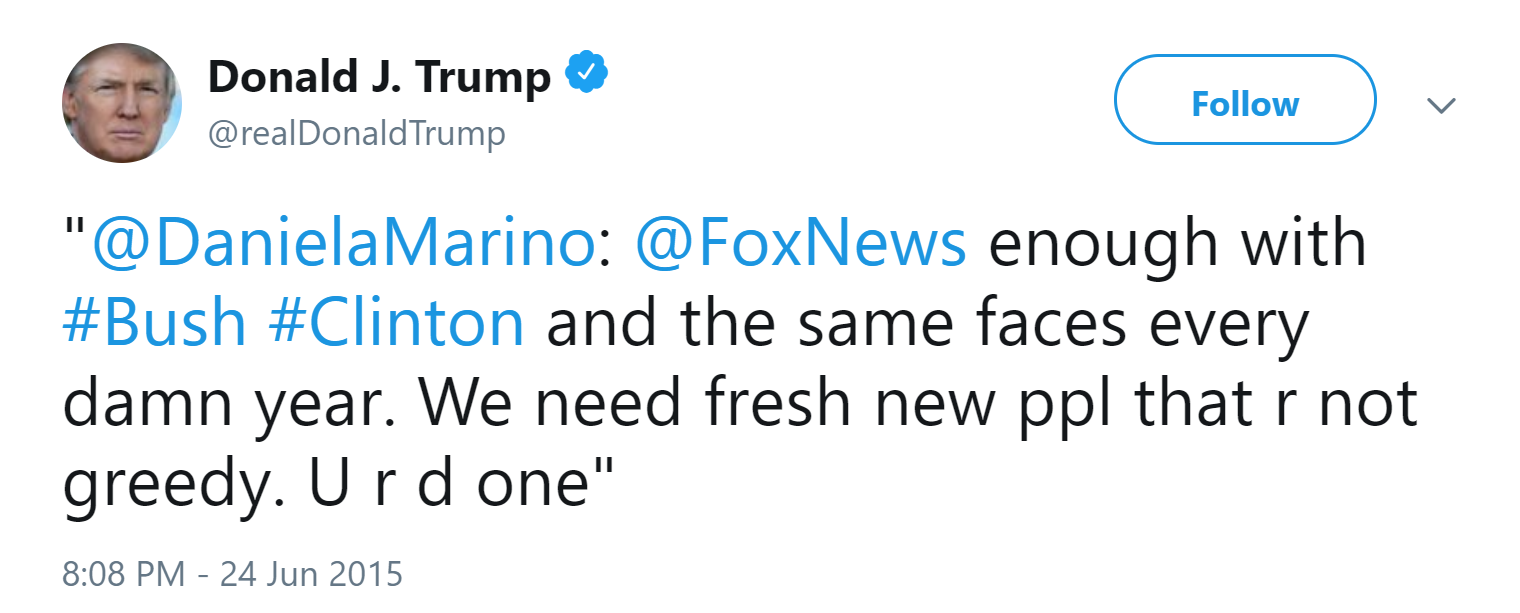 Donald J. Trump
@realDonaldTrump
Follow
"@DanielaMarino: @FoxNews enough with
#Bush #Clinton and the same faces every
damn year. We need fresh new ppl that r not
greedy. U r d one"
8:08 PM - 24 Jun 2015